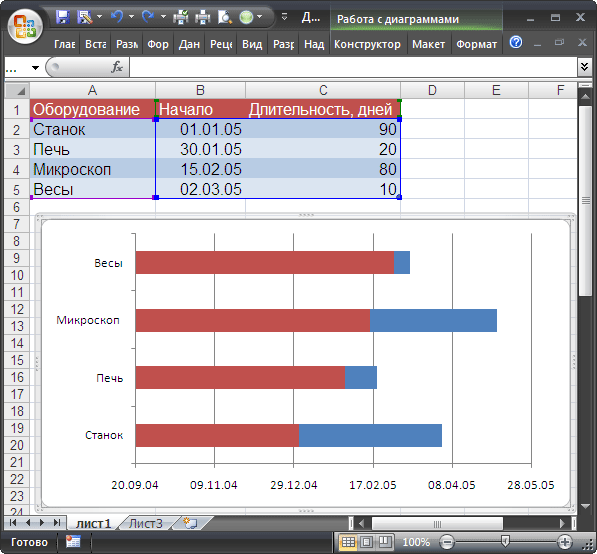 Д... Работа с диаграммами
Глаг Вста Разм Фор Дан Реце Вид Разр Над Конструктор Макет Формат
... fx
A B C D E F
1 Оборудование Начало Длительность, дней
2 Станок 01.01.05 90
3 Печь 30.01.05 20
4 Микроскоп 15.02.05 80
5 Весы 02.03.05 10
6
7
8
9
10
11
12
13
14
15
16
17
18
19
20
21
22
23
24
Весы
Микроскоп
Печь
Станок
20.09.04 09.11.04 29.12.04 17.02.05 08.04.05 28.05.05
лист1 Лист3
Готово 100%